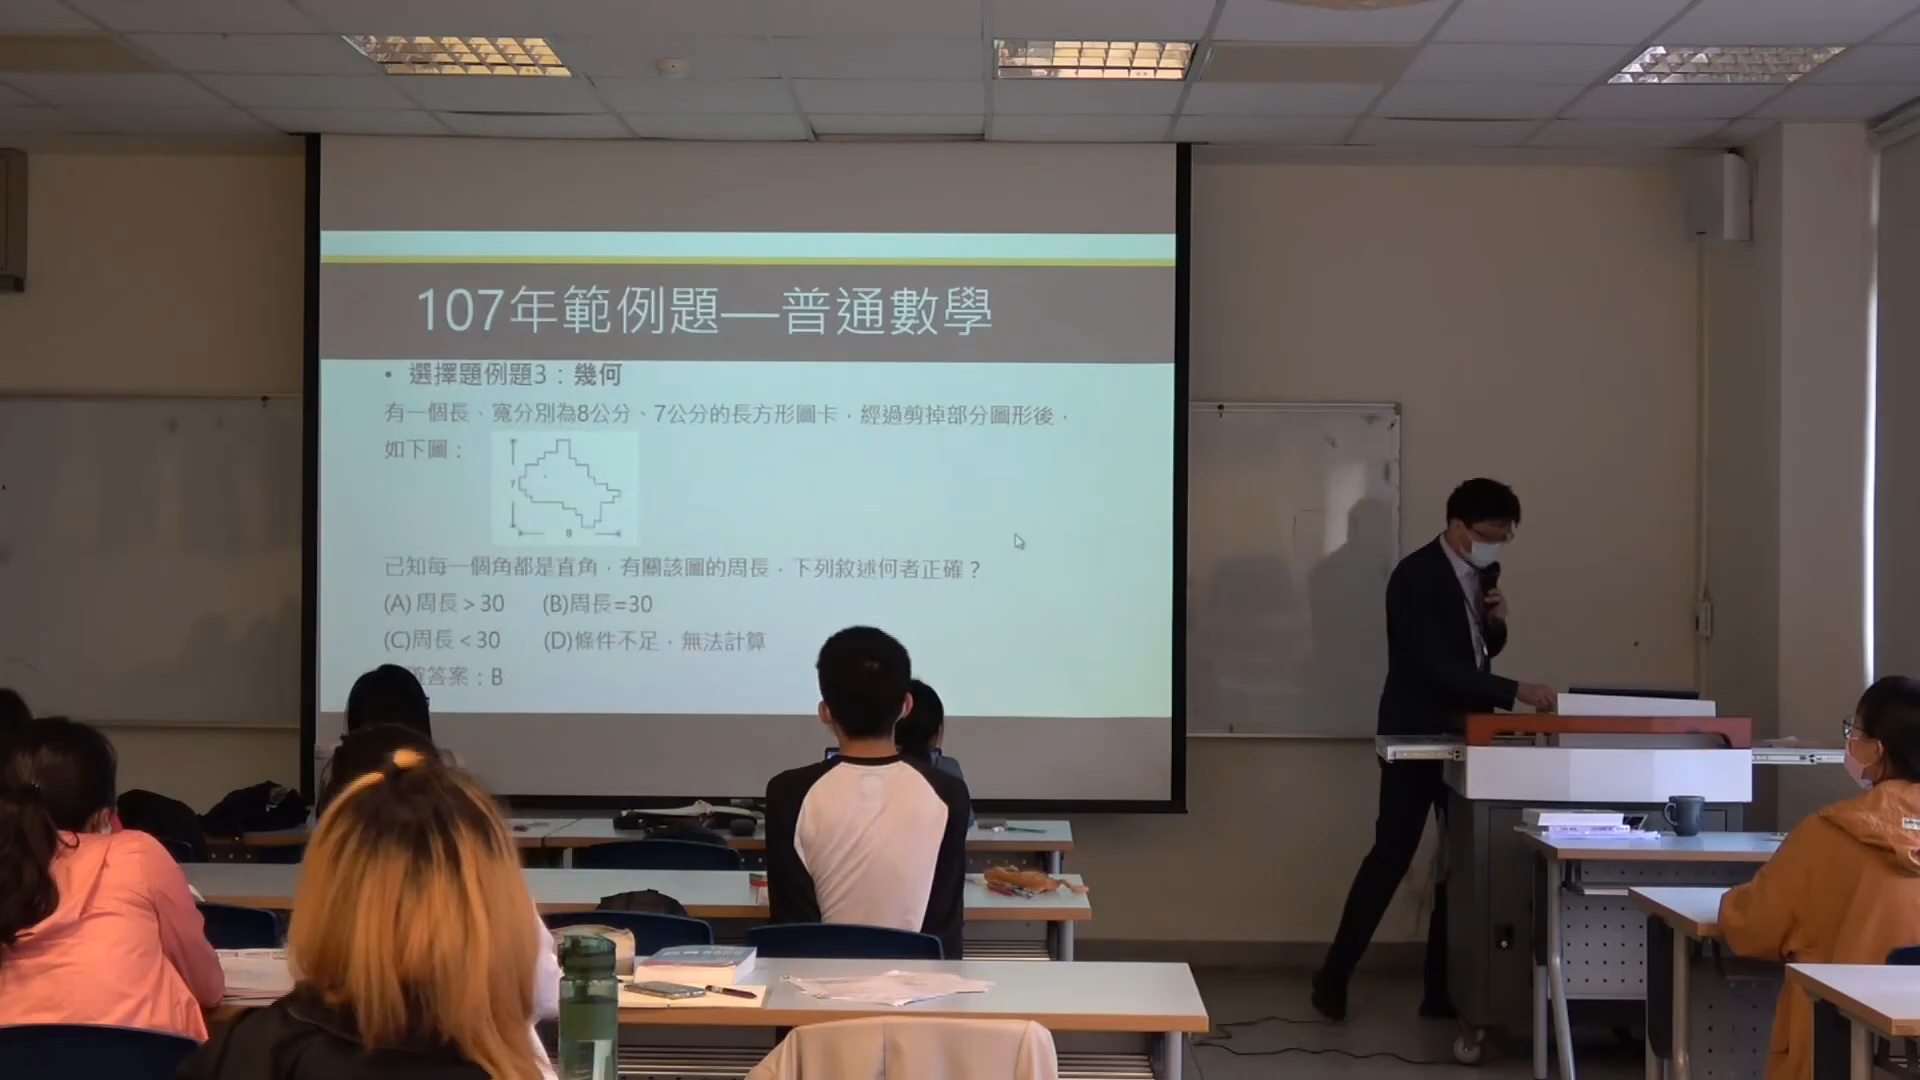 107年範例題—普通數學
• 選擇題例題3：幾何
有一個長、寬分別為8公分、7公分的長方形圖卡，經過剪掉部分圖形後，
如下圖：
7
8
已知每一個角都是直角，有關該圖的周長，下列敘述何者正確？
(A) 周長＞30 (B)周長=30
(C)周長＜30 (D)條件不足，無法計算
答案：B